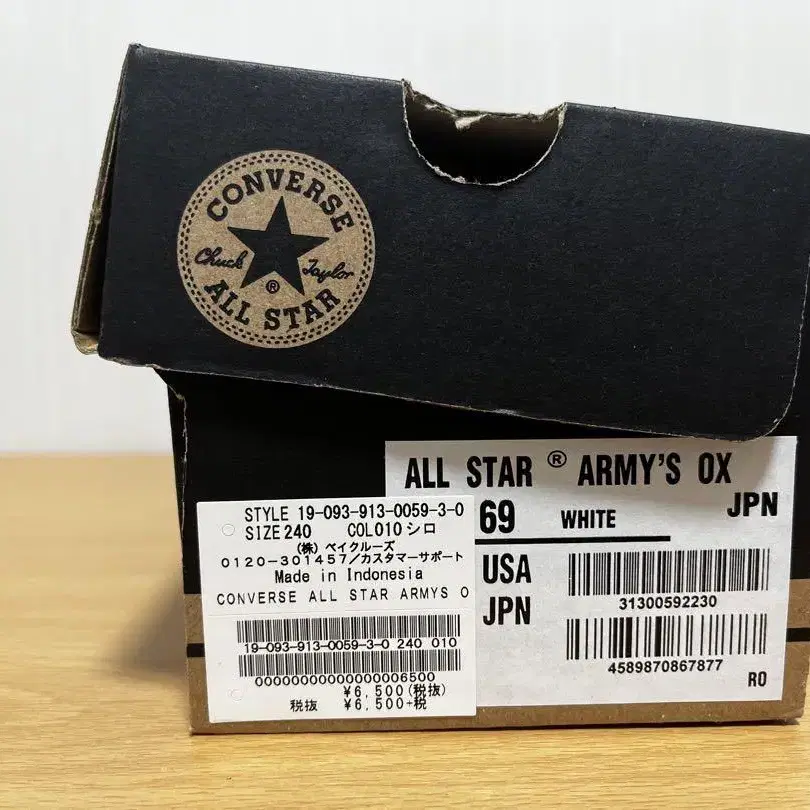 CONVERSE
Chuck Taylor
®
ALL STAR
ALL STAR ® ARMY'S OX
69 WHITE JPN
USA
31300592230
JPN
4589870867877
RO
STYLE 19-093-913-0059-3-0
SIZE 240 COL010 シロ
(株) ベイクルーズ
0120-301457/カスタマーサポート
Made in Indonesia
CONVERSE ALL STAR ARMYS O
19-093-913-0059-3-0 240 010
00000000000000006500
¥6,500(税抜)
税抜 ¥6,500+税